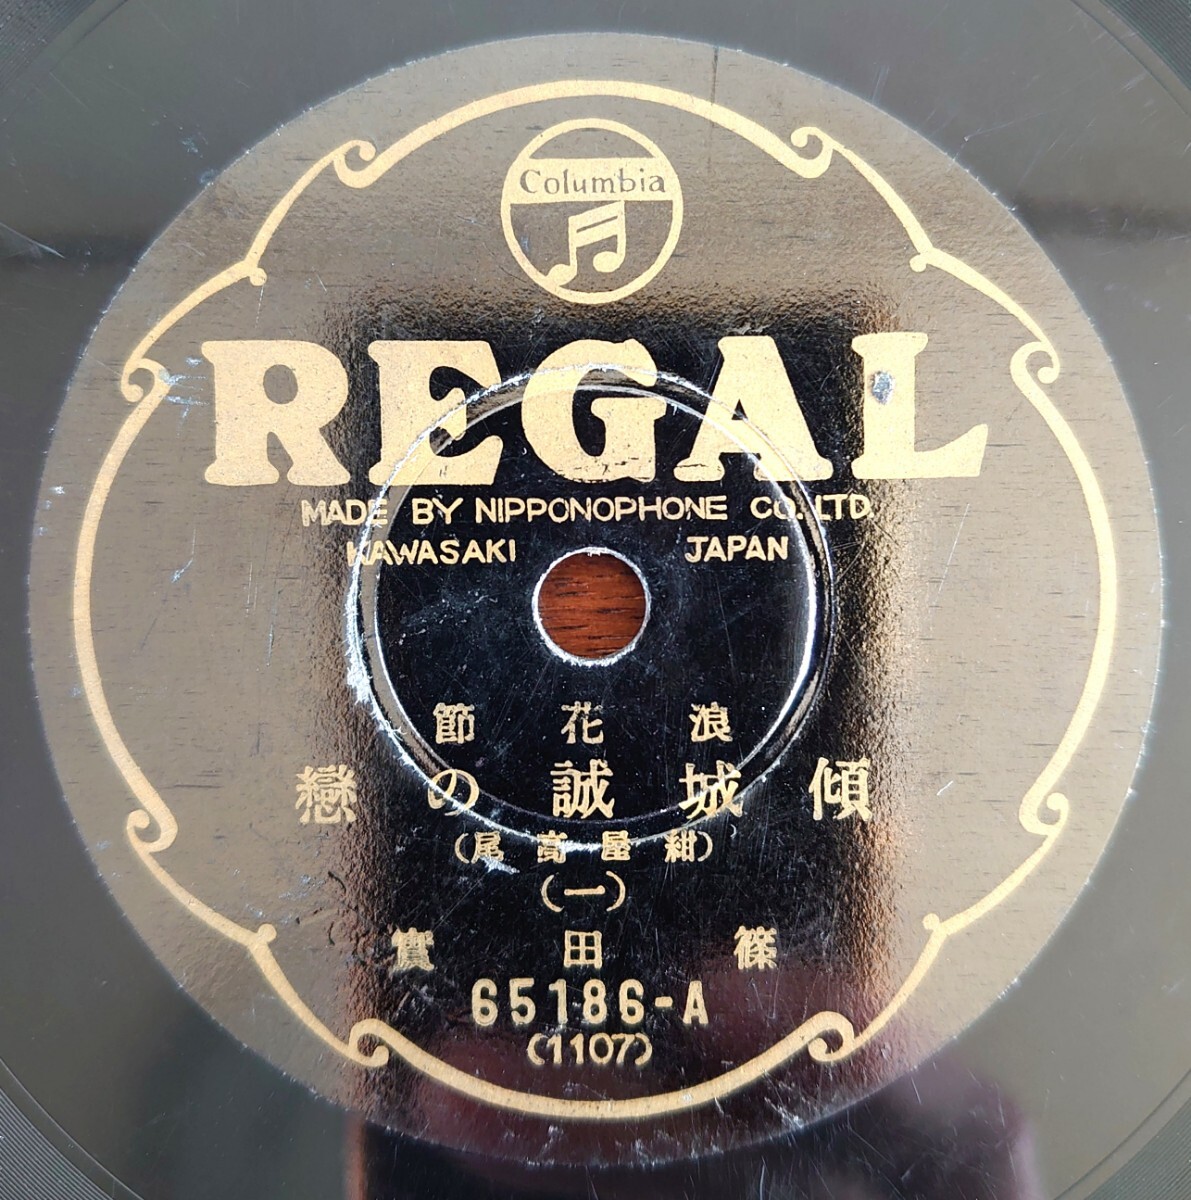 Columbia
REGAL
MADE BY NIPPONOPHONE CO. LTD.
KAWASAKI JAPAN
浪花節
傾城誠の戀
(紺屋高尾)
(一)
篠田實
65186-A
(1107)